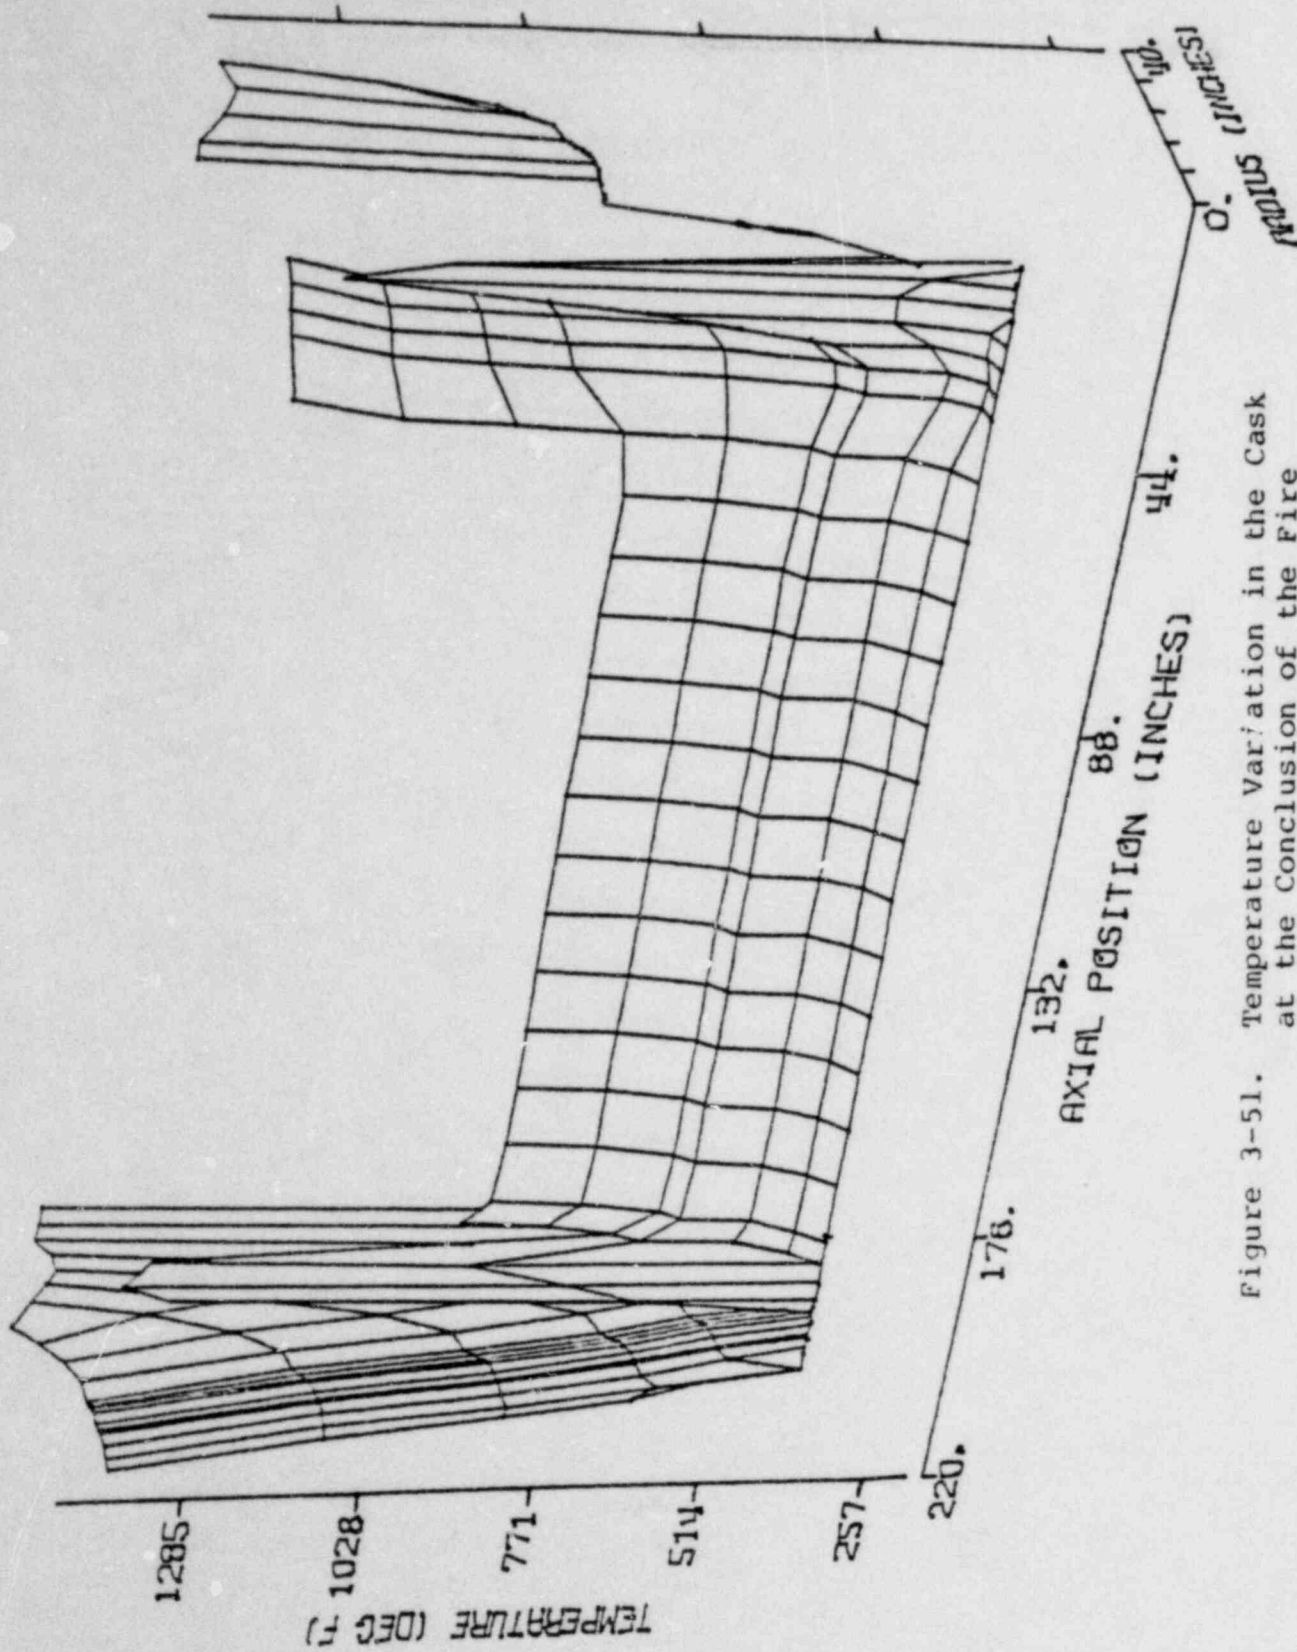 TEMPERATURE (DEG F)
1285
1028
771
514
257
220.
176.
132.
88.
44.
0.
40.
AXIAL POSITION (INCHES)
RADIUS (INCHES)
Figure 3-51. Temperature Variation in the Cask
at the Conclusion of the Fire